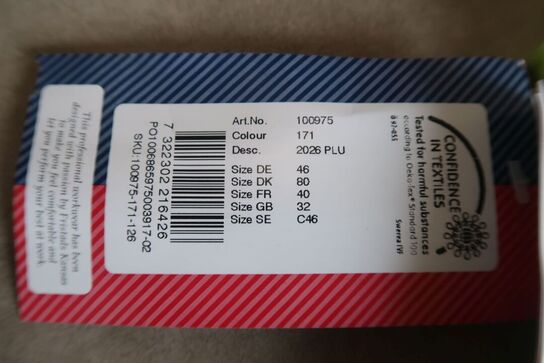 This professional workwear has been
designed with passion by Fristads Kansas
to make you feel comfortable and
let you perform your best at work.
7 322302 216426
PO1006965975003917-02
SKU:100975-171-126
Art.No. 100975
Colour 171
Desc. 2026 PLU
Size DE 46
Size DK 80
Size FR 40
Size GB 32
Size SE C46
CONFIDENCE
IN TEXTILES
Tested for harmful substances
according to Oeko-Tex® Standard 100
Swerea IVF